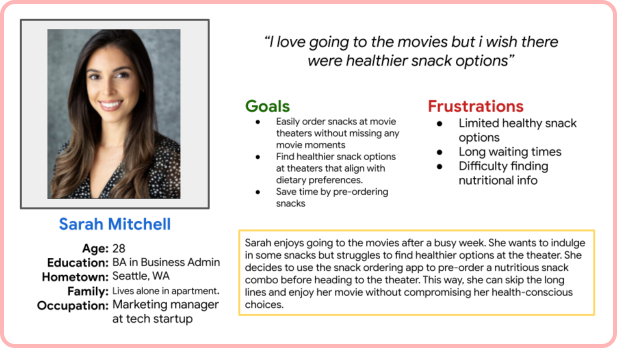 “I love going to the movies but i wish there
were healthier snack options”
Goals
● Easily order snacks at movie
theaters without missing any
movie moments
● Find healthier snack options
at theaters that align with
dietary preferences.
● Save time by pre-ordering
snacks
Frustrations
● Limited healthy snack
options
● Long waiting times
● Difficulty finding
nutritional info
Sarah Mitchell
Age: 28
Education: BA in Business Admin
Hometown: Seattle, WA
Family: Lives alone in apartment.
Occupation: Marketing manager
at tech startup
Sarah enjoys going to the movies after a busy week. She wants to indulge
in some snacks but struggles to find healthier options at the theater. She
decides to use the snack ordering app to pre-order a nutritious snack
combo before heading to the theater. This way, she can skip the long
lines and enjoy her movie without compromising her health-conscious
choices.